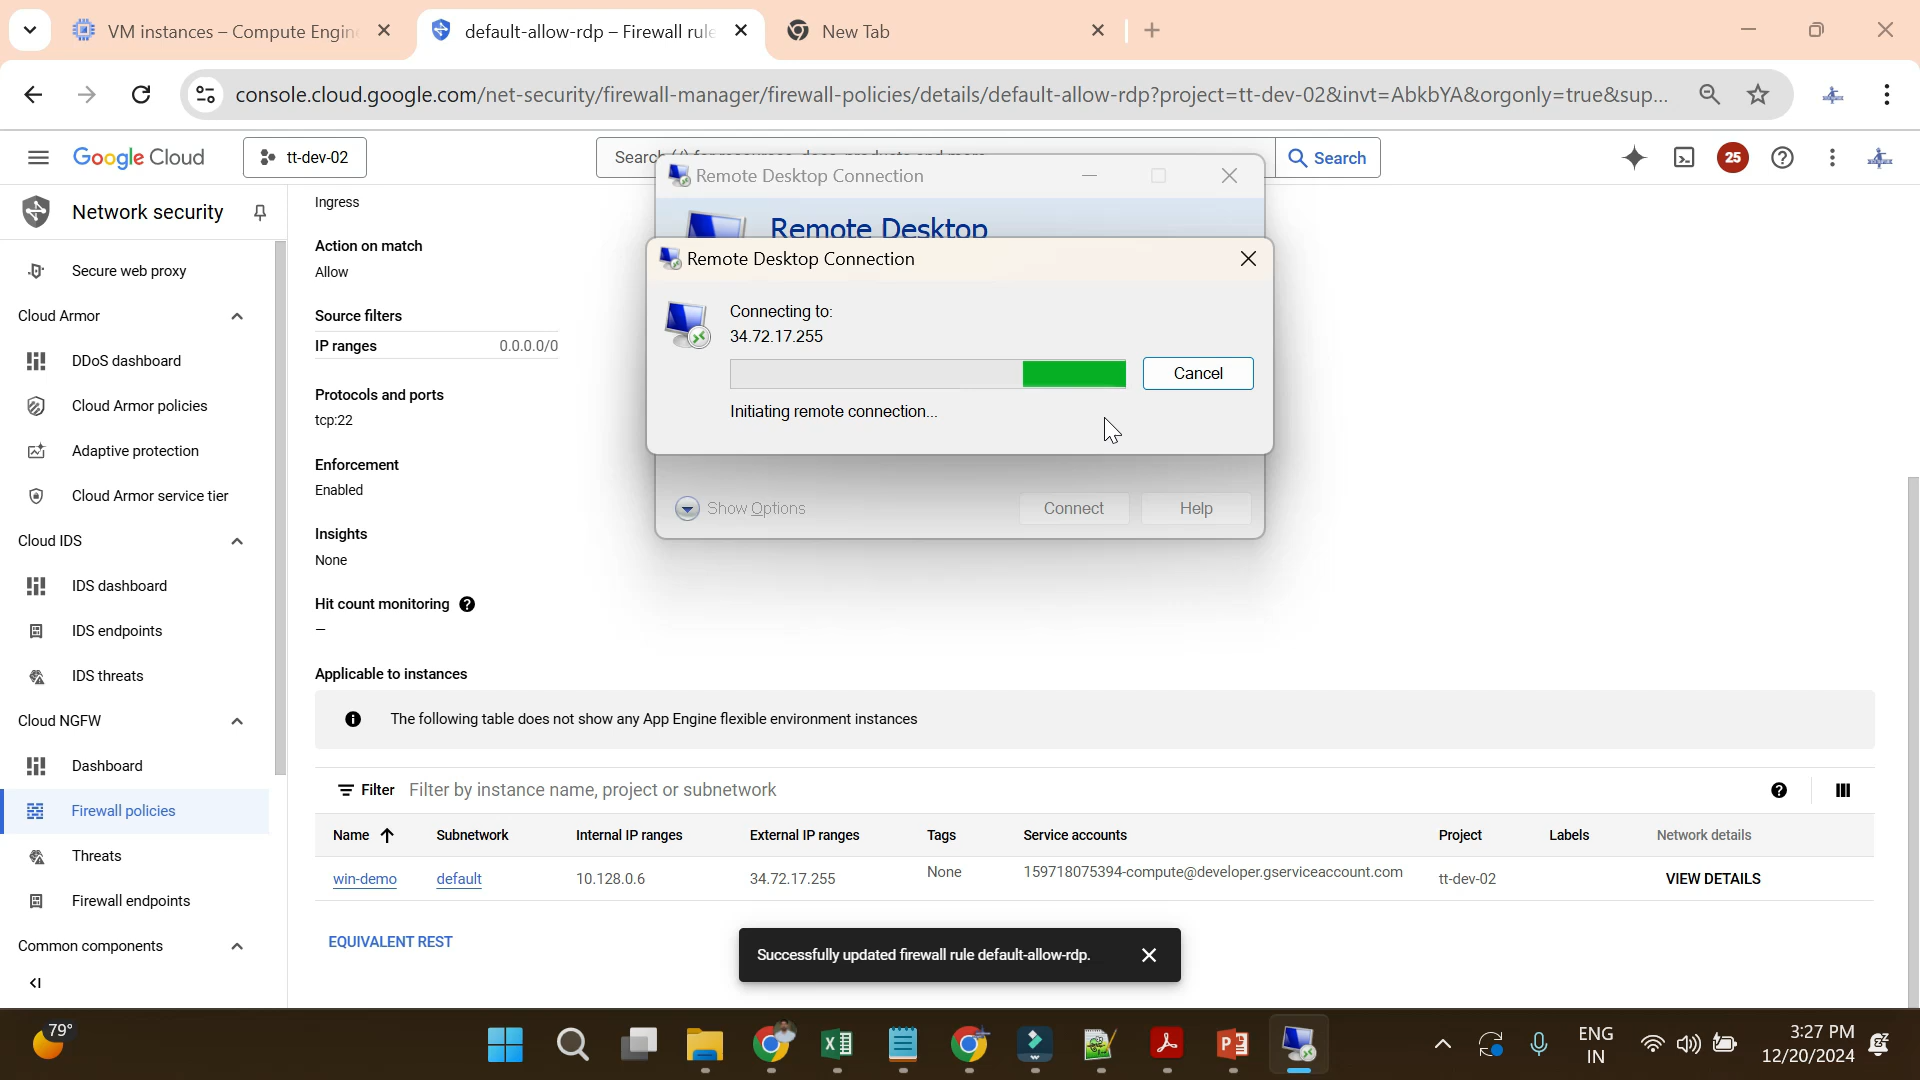 VM instances – Compute Engin
default-allow-rdp – Firewall rule
New Tab
console.cloud.google.com/net-security/firewall-manager/firewall-policies/details/default-allow-rdp?project=tt-dev-02&invt=AbkbYA&orgonly=true&sup...
Google Cloud
tt-dev-02
Search
Search
25
Network security
Secure web proxy
Cloud Armor
DDoS dashboard
Cloud Armor policies
Adaptive protection
Cloud Armor service tier
Cloud IDS
IDS dashboard
IDS endpoints
IDS threats
Cloud NGFW
Dashboard
Firewall policies
Threats
Firewall endpoints
Common components
Ingress
Action on match
Allow
Source filters
IP ranges 0.0.0.0/0
Protocols and ports
tcp:22
Enforcement
Enabled
Insights
None
Hit count monitoring
–
Remote Desktop Connection
Remote Desktop
Remote Desktop Connection
Connecting to:
34.72.17.255
Cancel
Initiating remote connection...
Show Options
Connect
Help
Applicable to instances
The following table does not show any App Engine flexible environment instances
Filter Filter by instance name, project or subnetwork
Name Subnetwork Internal IP ranges External IP ranges Tags Service accounts Project Labels Network details
win-demo default 10.128.0.6 34.72.17.255 None 159718075394-compute@developer.gserviceaccount.com tt-dev-02 VIEW DETAILS
EQUIVALENT REST
Successfully updated firewall rule default-allow-rdp.
79°
ENG
IN
3:27 PM
12/20/2024